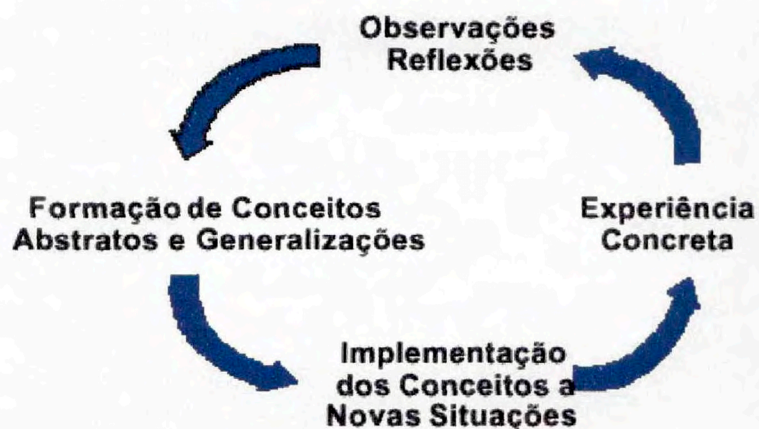 Observações
Reflexões
Formação de Conceitos
Abstratos e Generalizações
Experiência
Concreta
Implementação
dos Conceitos a
Novas Situações